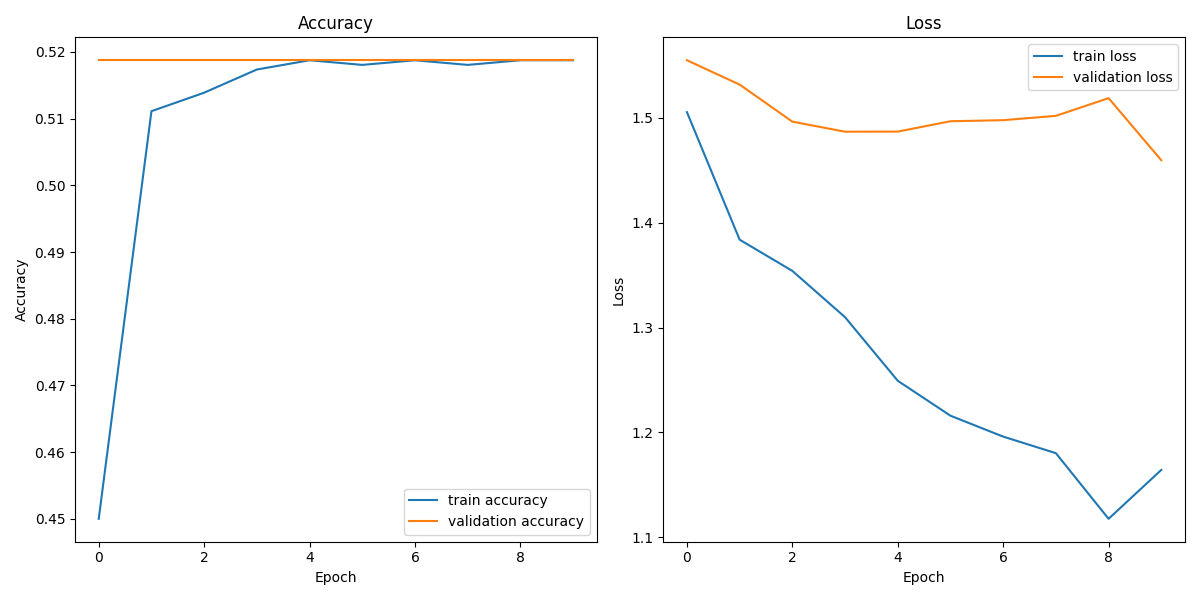 Accuracy
0.52
0.51
0.50
0.49
0.48
0.47
0.46
0.45
Accuracy
train accuracy
validation accuracy
0 2 4 6 8
Epoch
Loss
train loss
validation loss
1.5
1.4
1.3
1.2
1.1
Loss
0 2 4 6 8
Epoch